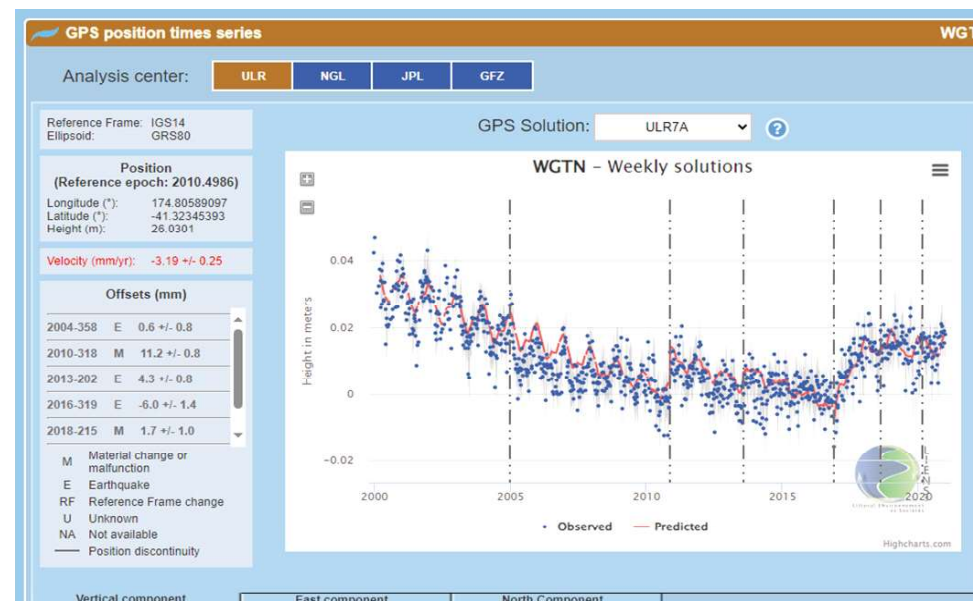 GPS position times series
WGT
Analysis center: ULR NGL JPL GFZ
Reference Frame: IGS14
Ellipsoid: GRS80
GPS Solution: ULR7A ?
Position
(Reference epoch: 2010.4986)
Longitude (°): 174.80589097
Latitude (°): -41.32345393
Height (m): 26.0301
Velocity (mm/yr): -3.19 +/- 0.25
Offsets (mm)
2004-358 E 0.6 +/- 0.8
2010-318 M 11.2 +/- 0.8
2013-202 E 4.3 +/- 0.8
2016-319 E -6.0 +/- 1.4
2018-215 M 1.7 +/- 1.0
M Material change or
malfunction
E Earthquake
RF Reference Frame change
U Unknown
NA Not available
Position discontinuity
WGTN – Weekly solutions
Height in meters
0.04
0.02
0
−0.02
2000 2005 2010 2015 2020
Observed Predicted
Highcharts.com
Vertical component East component North Component